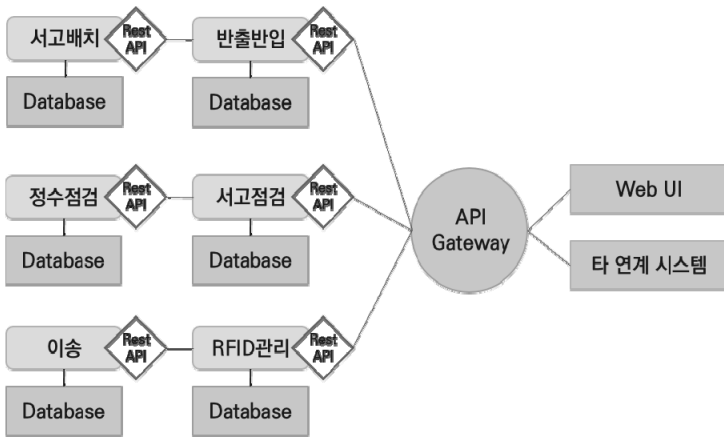 서고배치
Rest
API
반출반입
Rest
API
Database
Database
정수점검
Rest
API
서고점검
Rest
API
Database
Database
API
Gateway
Web UI
타 연계 시스템
이송
Rest
API
RFID관리
Rest
API
Database
Database